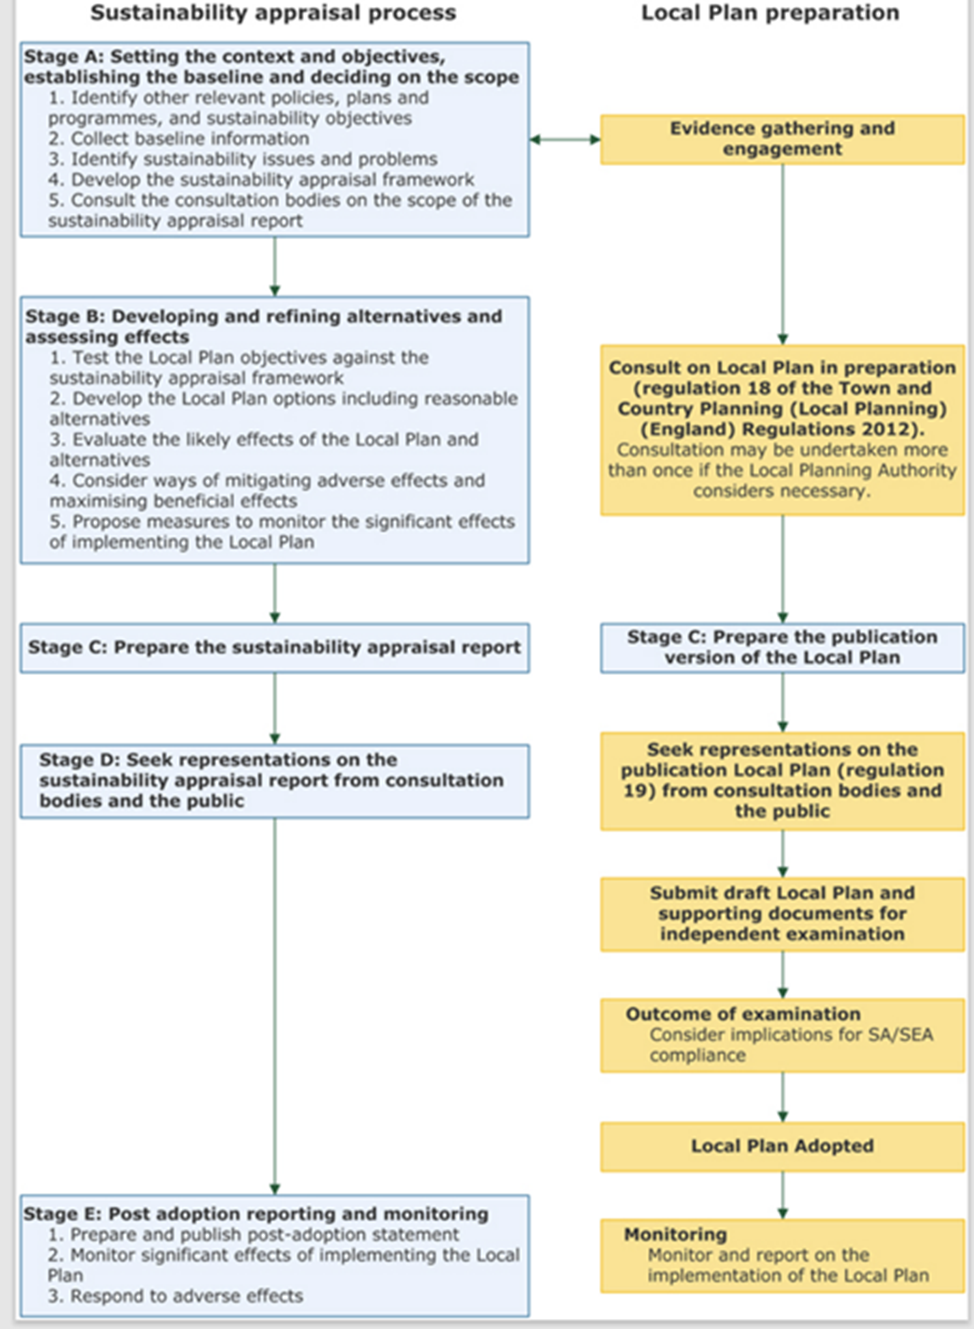 Sustainability appraisal process
Stage A: Setting the context and objectives,
establishing the baseline and deciding on the scope
1. Identify other relevant policies, plans and
programmes, and sustainability objectives
2. Collect baseline information
3. Identify sustainability issues and problems
4. Develop the sustainability appraisal framework
5. Consult the consultation bodies on the scope of the
sustainability appraisal report
Stage B: Developing and refining alternatives and
assessing effects
1. Test the Local Plan objectives against the
sustainability appraisal framework
2. Develop the Local Plan options including reasonable
alternatives
3. Evaluate the likely effects of the Local Plan and
alternatives
4. Consider ways of mitigating adverse effects and
maximising beneficial effects
5. Propose measures to monitor the significant effects
of implementing the Local Plan
Stage C: Prepare the sustainability appraisal report
Stage D: Seek representations on the
sustainability appraisal report from consultation
bodies and the public
Stage E: Post adoption reporting and monitoring
1. Prepare and publish post-adoption statement
2. Monitor significant effects of implementing the Local
Plan
3. Respond to adverse effects
Local Plan preparation
Evidence gathering and
engagement
Consult on Local Plan in preparation
(regulation 18 of the Town and
Country Planning (Local Planning)
(England) Regulations 2012).
Consultation may be undertaken more
than once if the Local Planning Authority
considers necessary.
Stage C: Prepare the publication
version of the Local Plan
Seek representations on the
publication Local Plan (regulation
19) from consultation bodies and
the public
Submit draft Local Plan and
supporting documents for
independent examination
Outcome of examination
Consider implications for SA/SEA
compliance
Local Plan Adopted
Monitoring
Monitor and report on the
implementation of the Local Plan